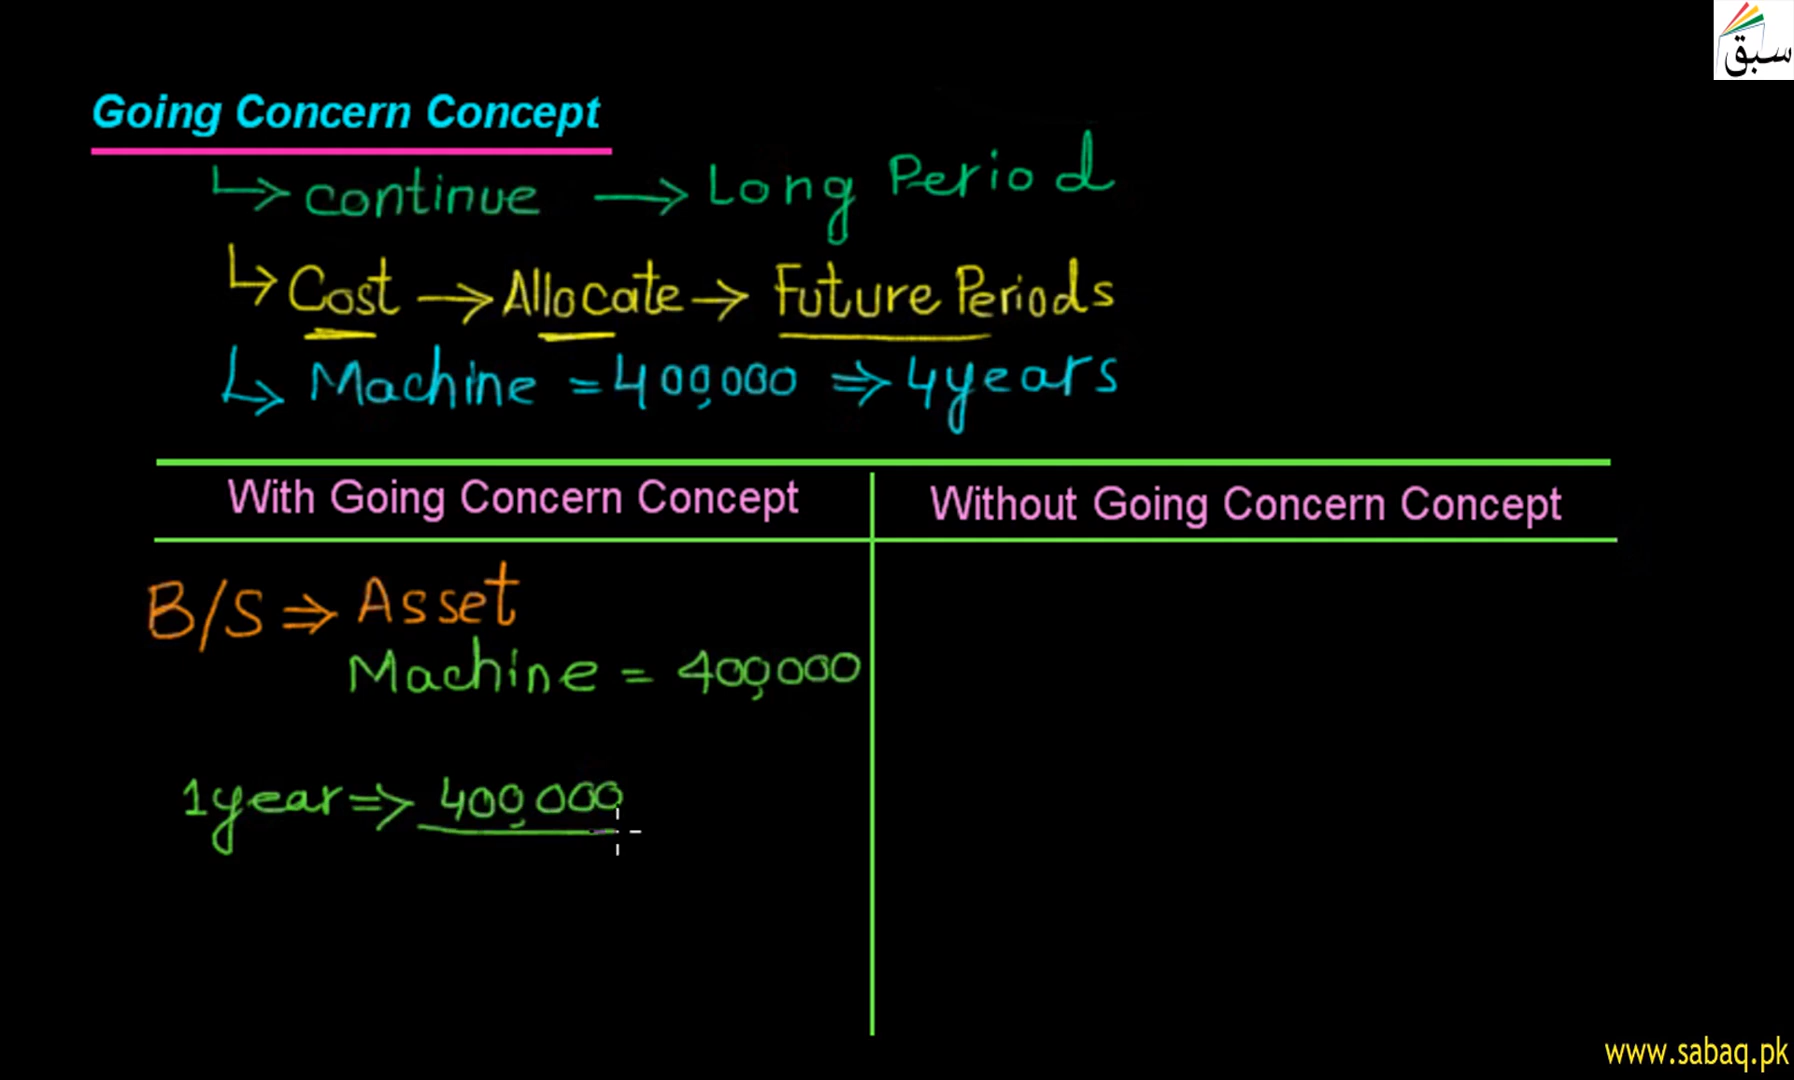 سبق
Going Concern Concept
↳ continue → Long Period
↳ Cost → Allocate → Future Periods
↳ Machine = 400,000 ⇒ 4 years
With Going Concern Concept
Without Going Concern Concept
B/S ⇒ Asset
Machine = 400,000
1 year ⇒ 400,000
www.sabaq.pk